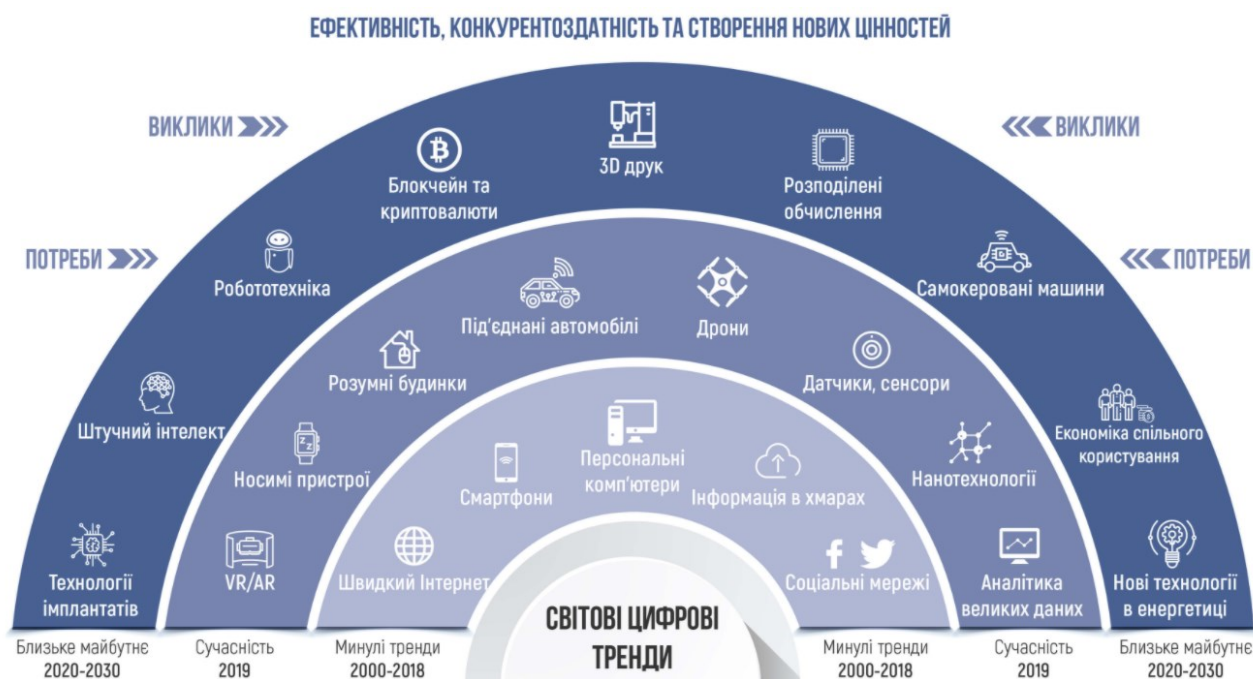 ЕФЕКТИВНІСТЬ, КОНКУРЕНТОЗДАТНІСТЬ ТА СТВОРЕННЯ НОВИХ ЦІННОСТЕЙ
ВИКЛИКИ
ВИКЛИКИ
ПОТРЕБИ
ПОТРЕБИ
Технології
імплантатів
Штучний інтелект
Робототехніка
Блокчейн та
криптовалюти
3D друк
Розподілені
обчислення
Самокеровані машини
Економіка спільного
користування
Нові технології
в енергетиці
VR/AR
Носимі пристрої
Розумні будинки
Під'єднані автомобілі
Дрони
Датчики, сенсори
Нанотехнології
Аналітика
великих даних
Швидкий Інтернет
Смартфони
Персональні
комп'ютери
Інформація в хмарах
Соціальні мережі
СВІТОВІ ЦИФРОВІ
ТРЕНДИ
Близьке майбутнє
2020-2030
Сучасність
2019
Минулі тренди
2000-2018
Минулі тренди
2000-2018
Сучасність
2019
Близьке майбутнє
2020-2030